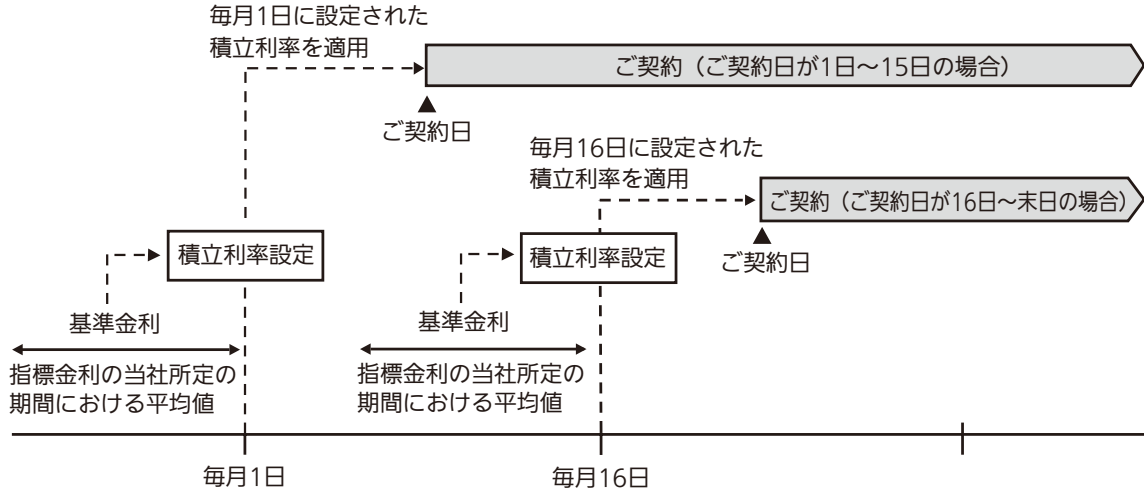 毎月1日に設定された
積立利率を適用
ご契約（ご契約日が1日～15日の場合）
ご契約日
毎月16日に設定された
積立利率を適用
ご契約（ご契約日が16日～末日の場合）
ご契約日
積立利率設定
積立利率設定
基準金利
基準金利
指標金利の当社所定の
期間における平均値
指標金利の当社所定の
期間における平均値
毎月1日
毎月16日